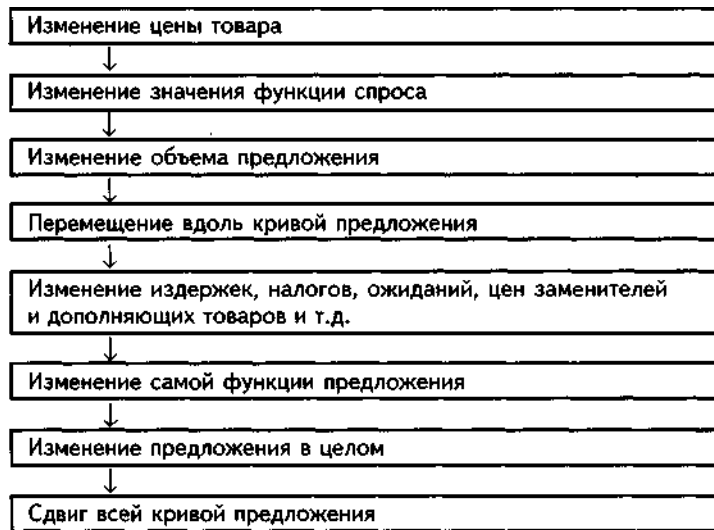 Изменение цены товара
Изменение значения функции спроса
Изменение объема предложения
Перемещение вдоль кривой предложения
Изменение издержек, налогов, ожиданий, цен заменителей
и дополняющих товаров и т.д.
Изменение самой функции предложения
Изменение предложения в целом
Сдвиг всей кривой предложения